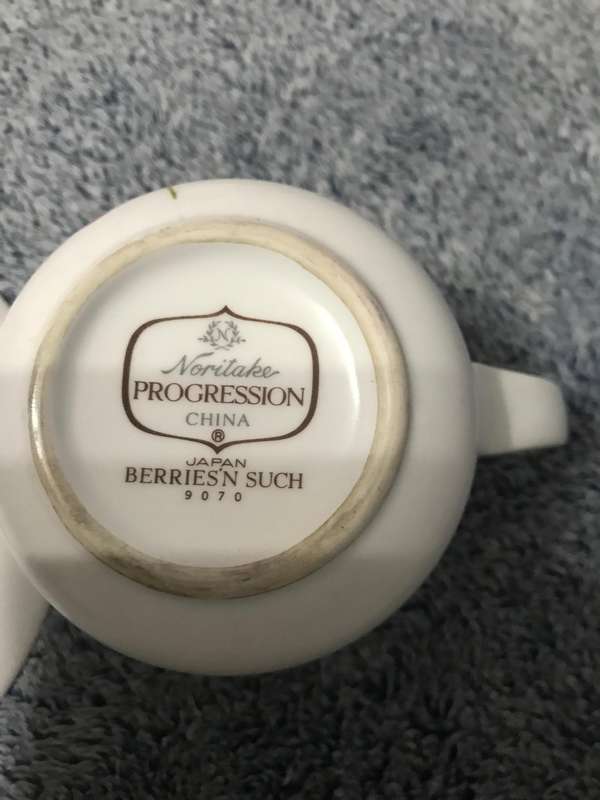 N
Noritake
PROGRESSION
CHINA
®
JAPAN
BERRIES'N SUCH
9070